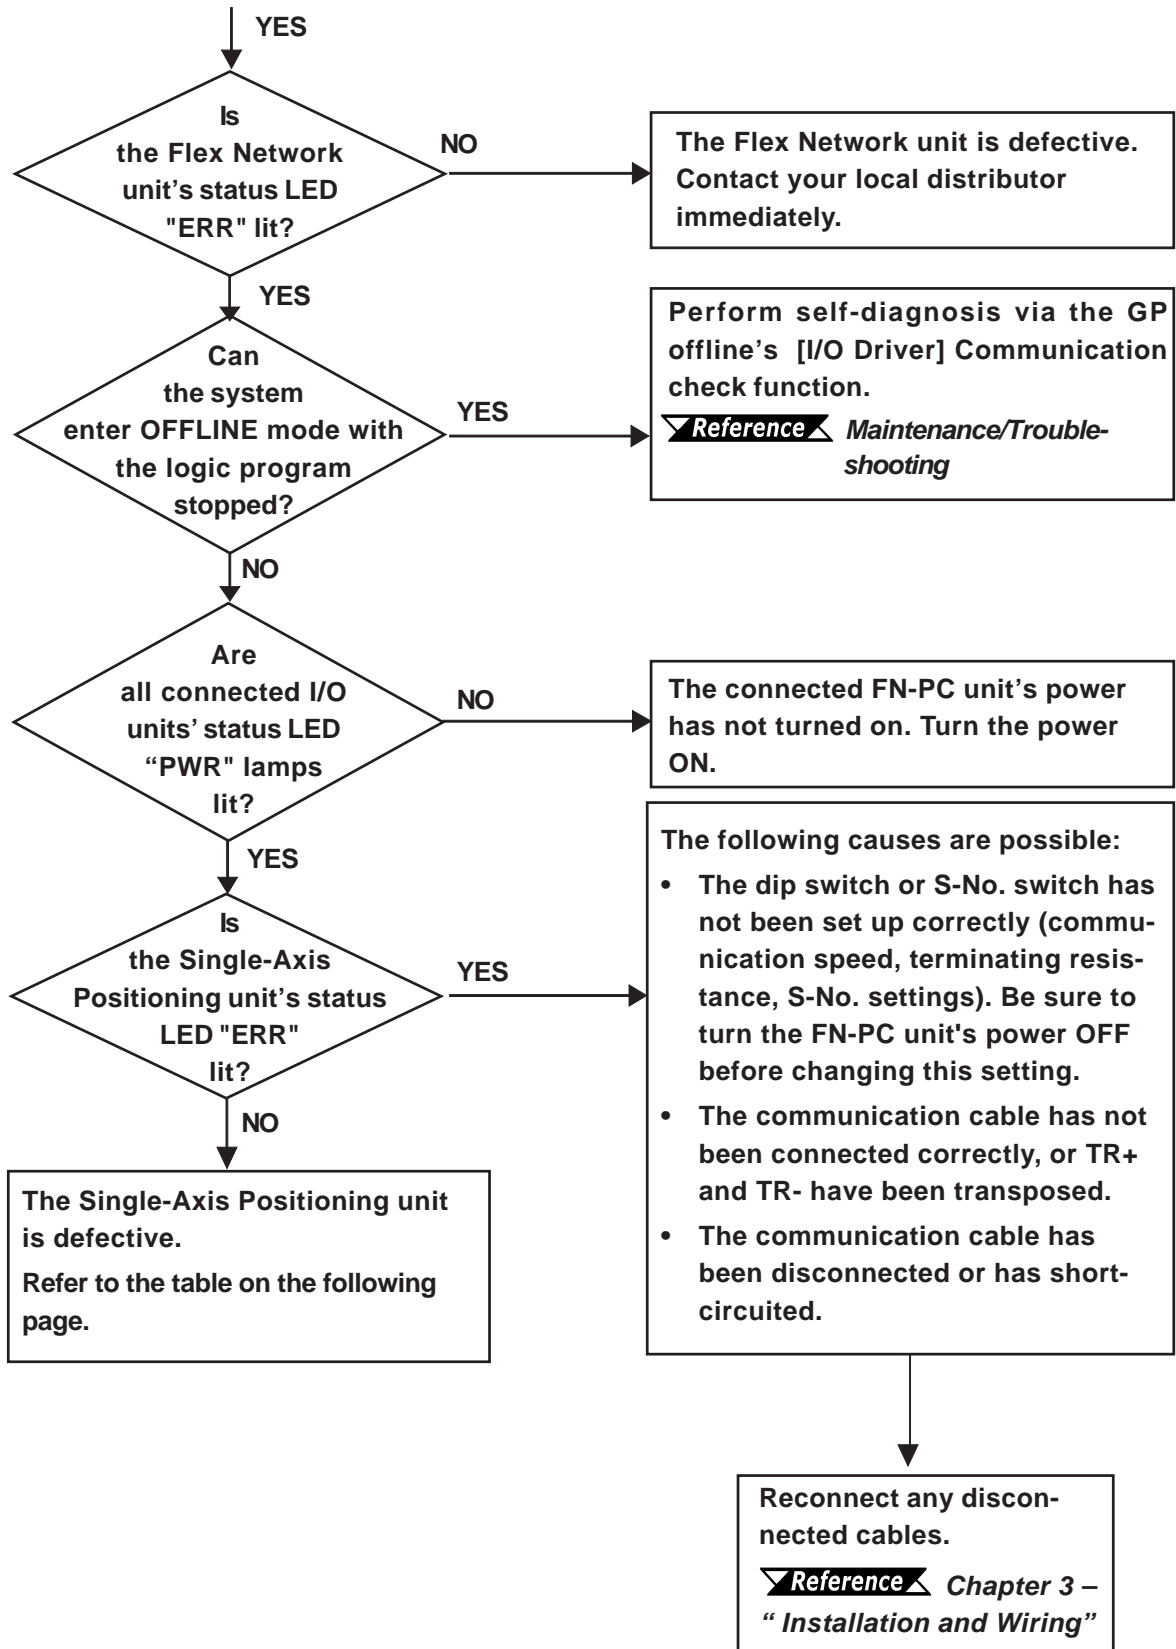 YES
Is
the Flex Network
unit's status LED
"ERR" lit?
NO
The Flex Network unit is defective.
Contact your local distributor
immediately.
YES
Can
the system
enter OFFLINE mode with
the logic program
stopped?
YES
Perform self-diagnosis via the GP
offline’s [I/O Driver] Communication
check function.
Reference Maintenance/Trouble-
shooting
NO
Are
all connected I/O
units’ status LED
“PWR" lamps
lit?
NO
The connected FN-PC unit’s power
has not turned on. Turn the power
ON.
YES
Is
the Single-Axis
Positioning unit’s status
LED "ERR"
lit?
YES
The following causes are possible:
• The dip switch or S-No. switch has
not been set up correctly (commu-
nication speed, terminating resis-
tance, S-No. settings). Be sure to
turn the FN-PC unit's power OFF
before changing this setting.
• The communication cable has not
been connected correctly, or TR+
and TR- have been transposed.
• The communication cable has
been disconnected or has short-
circuited.
NO
The Single-Axis Positioning unit
is defective.
Refer to the table on the following
page.
Reconnect any discon-
nected cables.
Reference Chapter 3 –
“ Installation and Wiring”